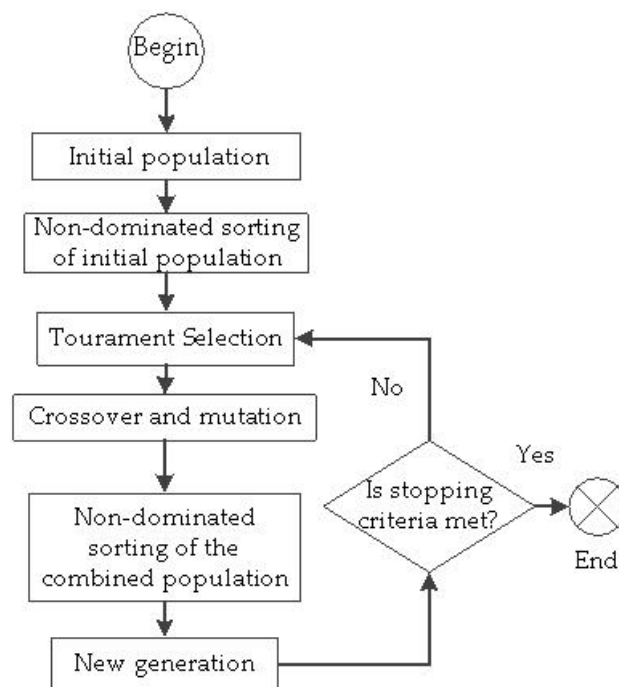 Begin
Initial population
Non-dominated sorting
of initial population
Tourament Selection
Crossover and mutation
Non-dominated
sorting of the
combined population
New generation
No
Is stopping
criteria met?
Yes
End